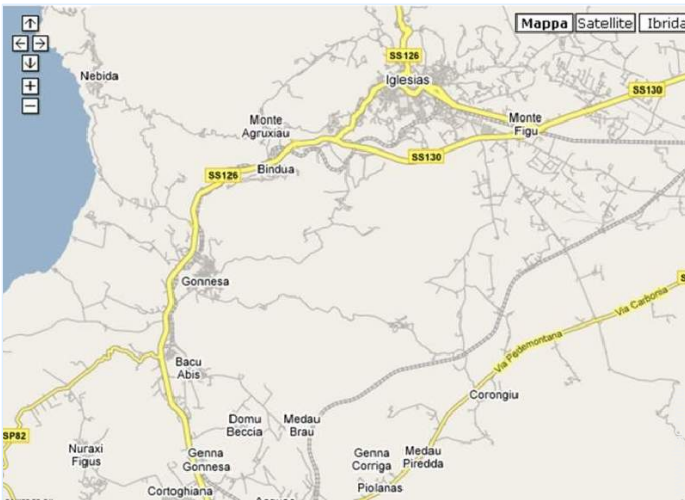 Mappa Satellite Ibrida
SS126
Nebida
Iglesias
SS130
Monte
Agruxiau
Monte
Figu
SS130
Bindua
SS126
Gonnesa
Via Carbonia
Via Pedemontana
Bacu
Abis
Corongiu
Domu
Beccia
Medau
Brau
SP82
Nuraxi
Figus
Genna
Gonnesa
Genna
Corriga
Medau
Piredda
Cortoghiana
Piolanas